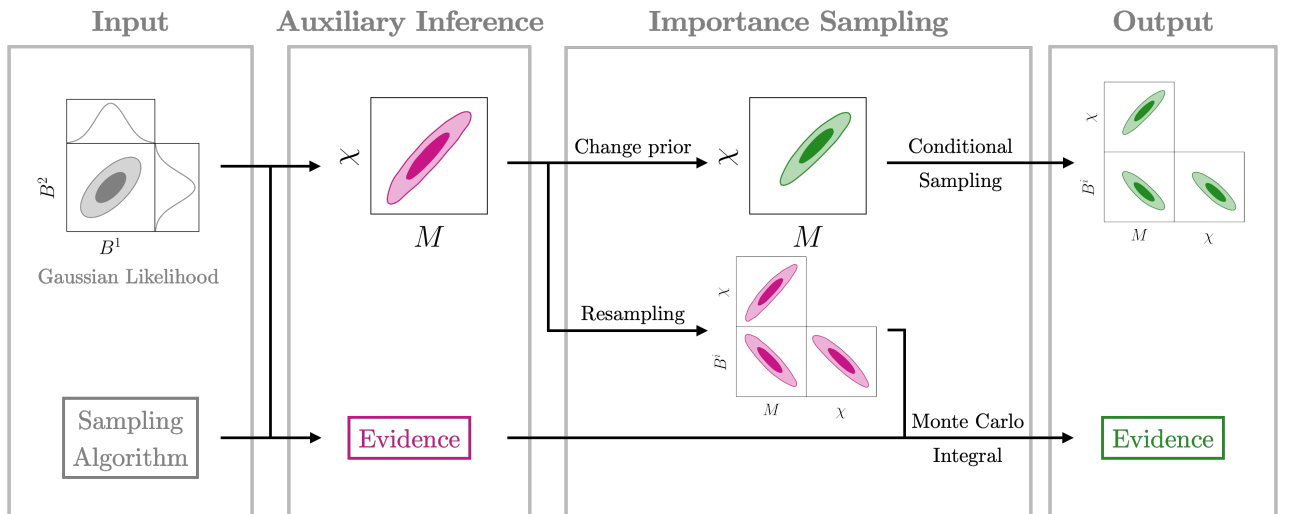 Input
Auxiliary Inference
Importance Sampling
Output
B²
B¹
Gaussian Likelihood
Sampling
Algorithm
χ
M
Evidence
Change prior
Resampling
χ
M
χ
Bⁱ
M
χ
Conditional
Sampling
Monte Carlo
Integral
χ
Bⁱ
M
χ
Evidence